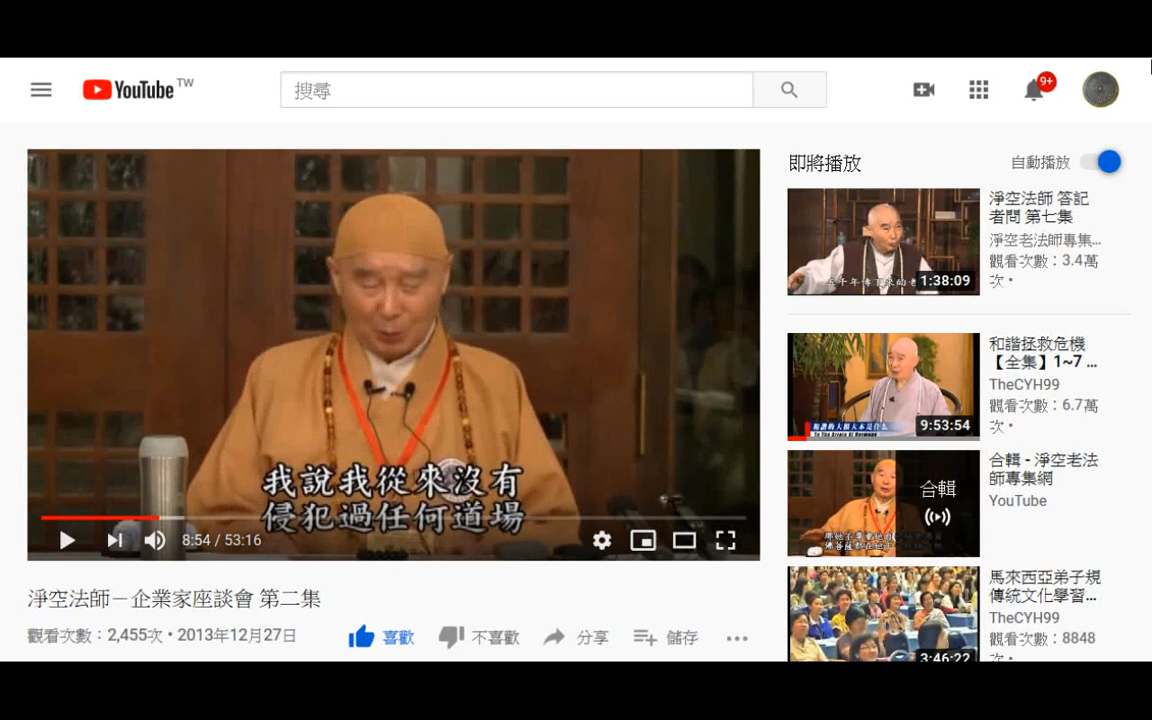 YouTube TW
搜尋
9+
我說我從來沒有
侵犯過任何道場
8:54 / 53:16
淨空法師－企業家座談會 第二集
觀看次數：2,455次 • 2013年12月27日
喜歡
不喜歡
分享
儲存
即將播放
自動播放
淨空法師 答記
者問 第七集
淨空老法師專集...
觀看次數：3.4萬
次 •
1:38:09
和諧拯救危機
【全集】1~7 ...
TheCYH99
觀看次數：6.7萬
次 •
9:53:54
合輯 - 淨空老法
師專集網
YouTube
合輯
馬來西亞弟子規
傳統文化學習...
TheCYH99
觀看次數：8848
次 •
3:46:22